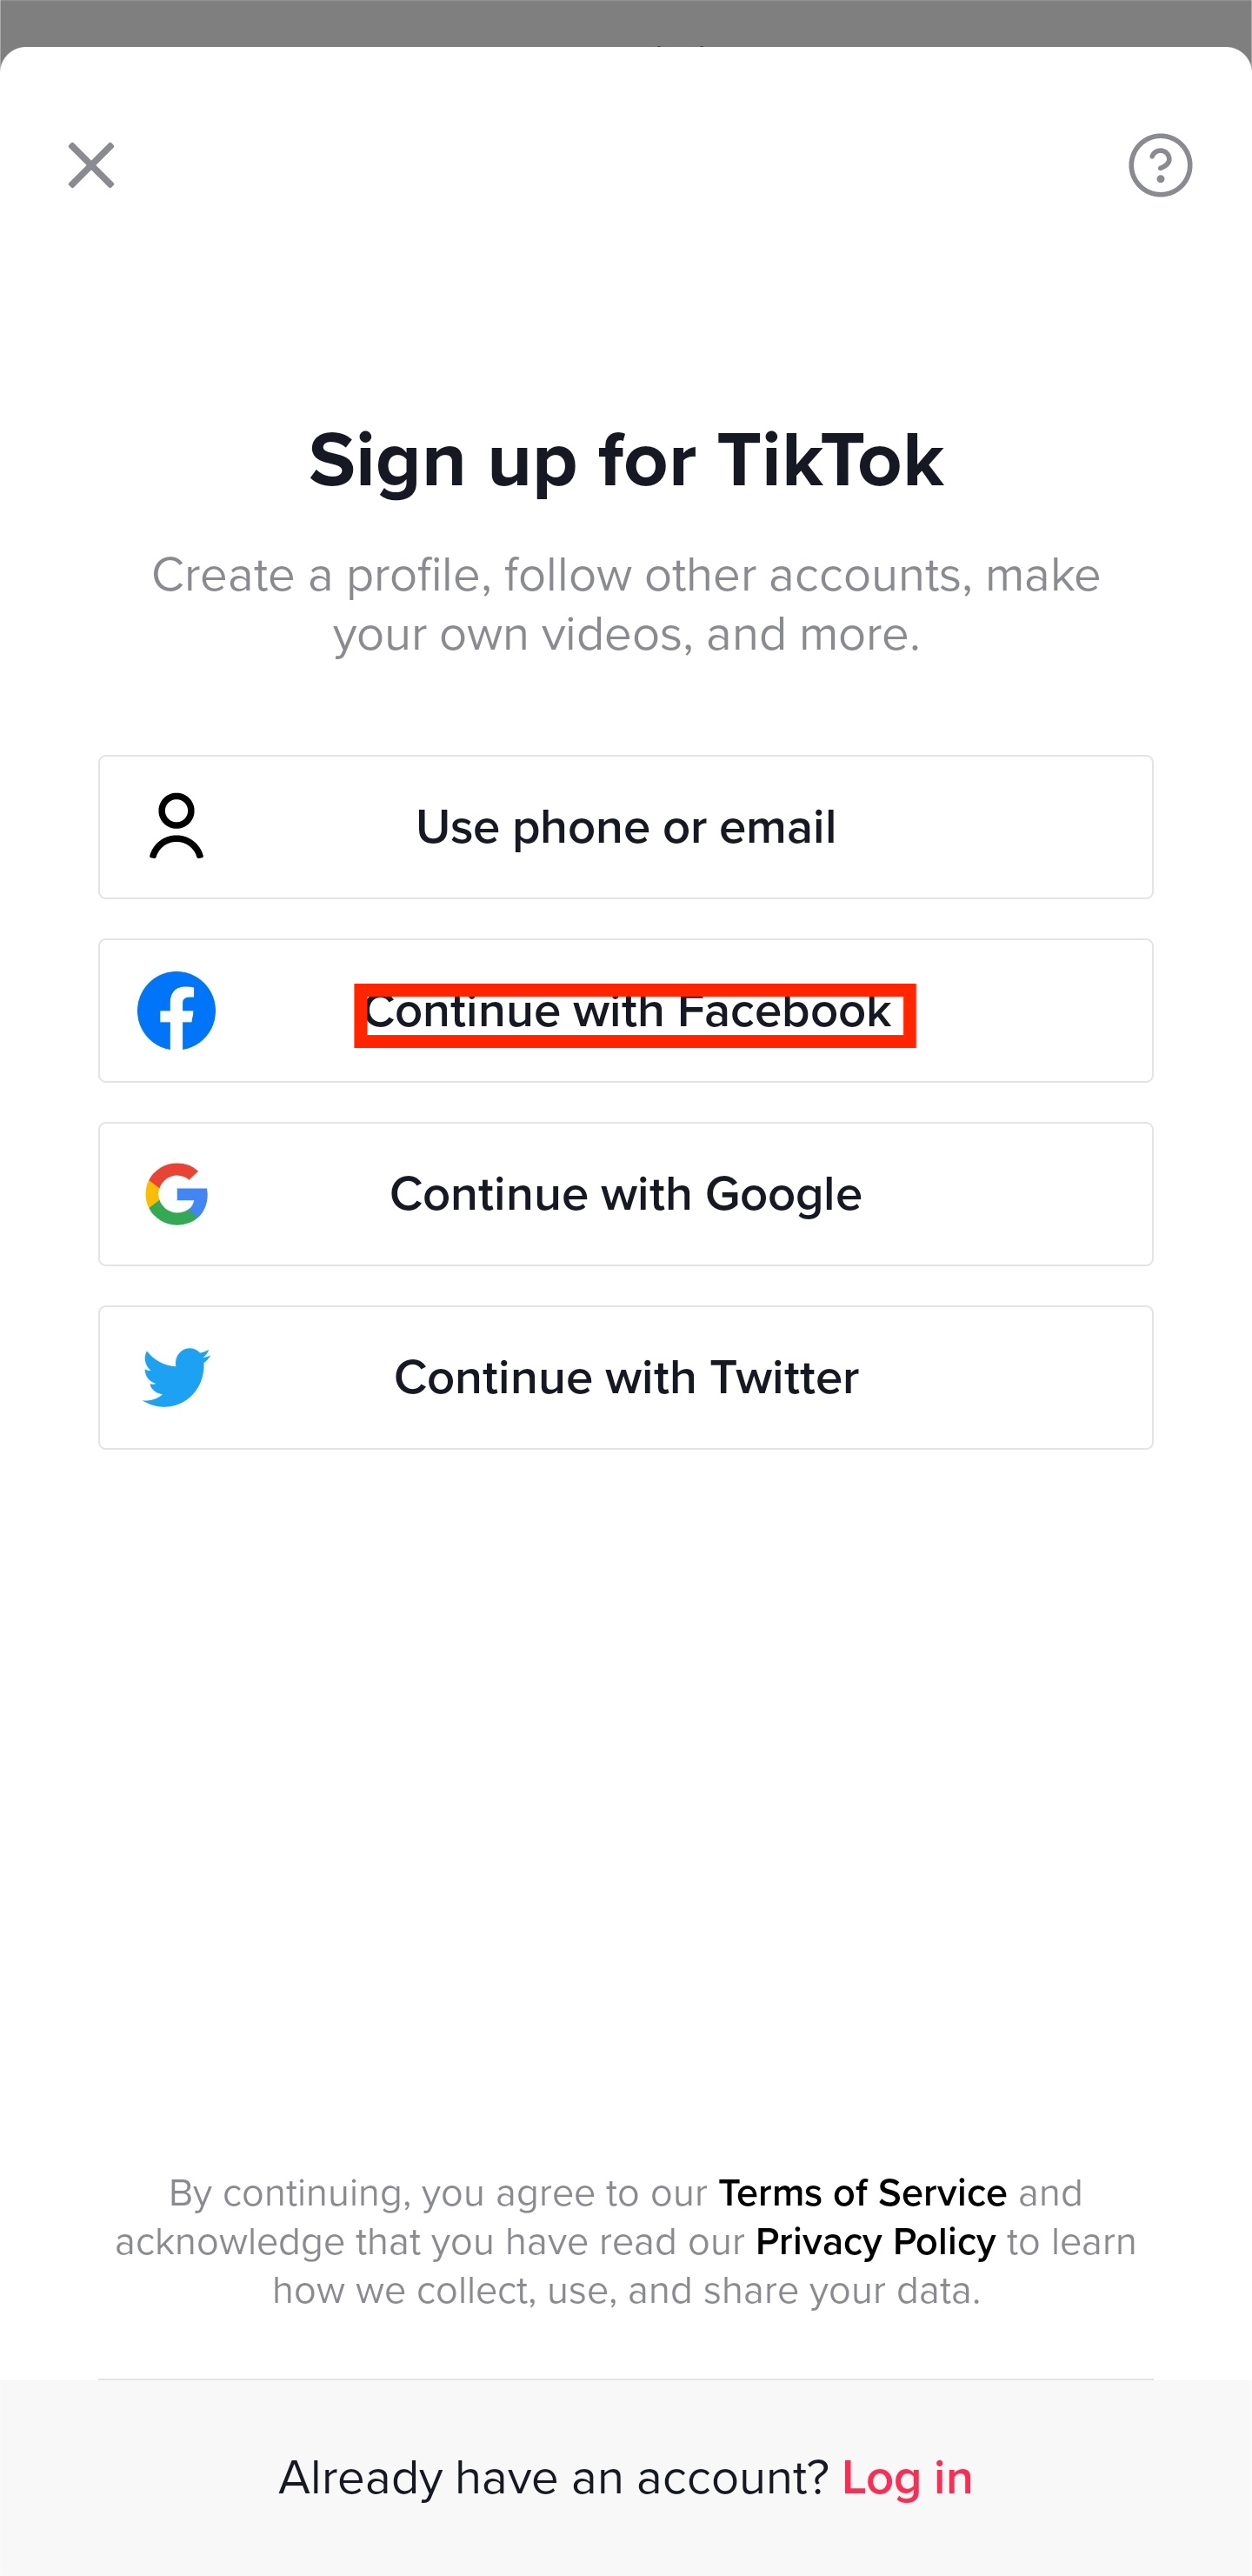 Sign up for TikTok
Create a profile, follow other accounts, make
your own videos, and more.
Use phone or email
Continue with Facebook
Continue with Google
Continue with Twitter
By continuing, you agree to our Terms of Service and
acknowledge that you have read our Privacy Policy to learn
how we collect, use, and share your data.
Already have an account? Log in